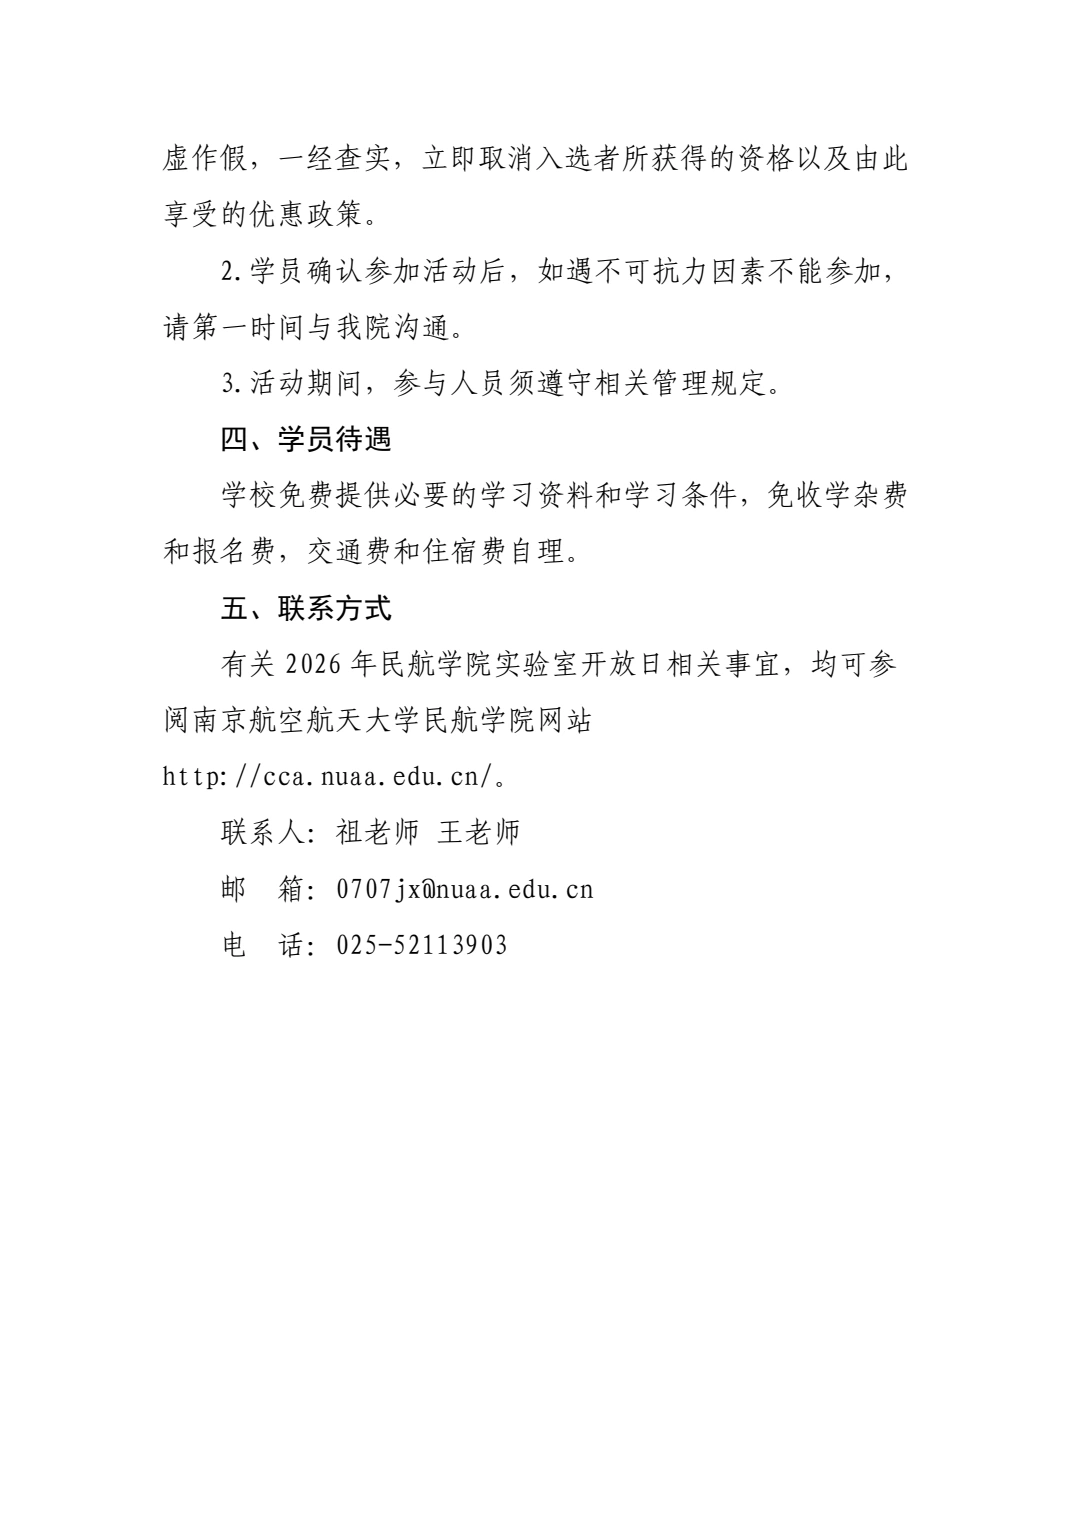 虚作假，一经查实，立即取消入选者所获得的资格以及由此
享受的优惠政策。
2.学员确认参加活动后，如遇不可抗力因素不能参加，
请第一时间与我院沟通。
3.活动期间，参与人员须遵守相关管理规定。
四、学员待遇
学校免费提供必要的学习资料和学习条件，免收学杂费
和报名费，交通费和住宿费自理。
五、联系方式
有关 2026 年民航学院实验室开放日相关事宜，均可参
阅南京航空航天大学民航学院网站
http://cca.nuaa.edu.cn/。
联系人：祖老师 王老师
邮　箱：0707jx@nuaa.edu.cn
电　话：025-52113903